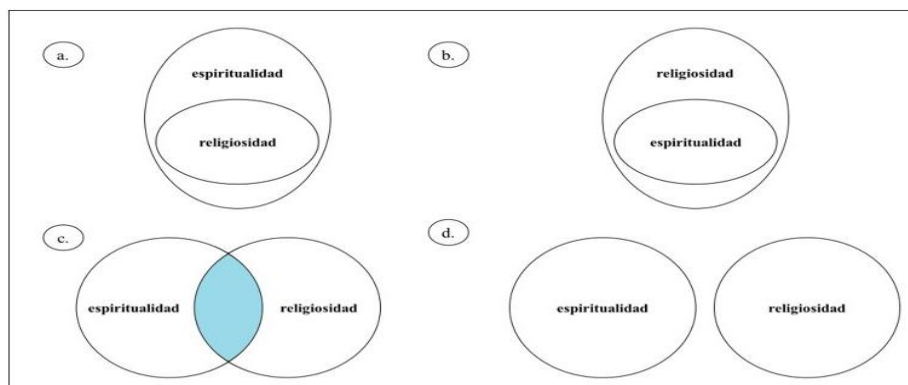 a.
espiritualidad
religiosidad
b.
religiosidad
espiritualidad
c.
espiritualidad
religiosidad
d.
espiritualidad
religiosidad